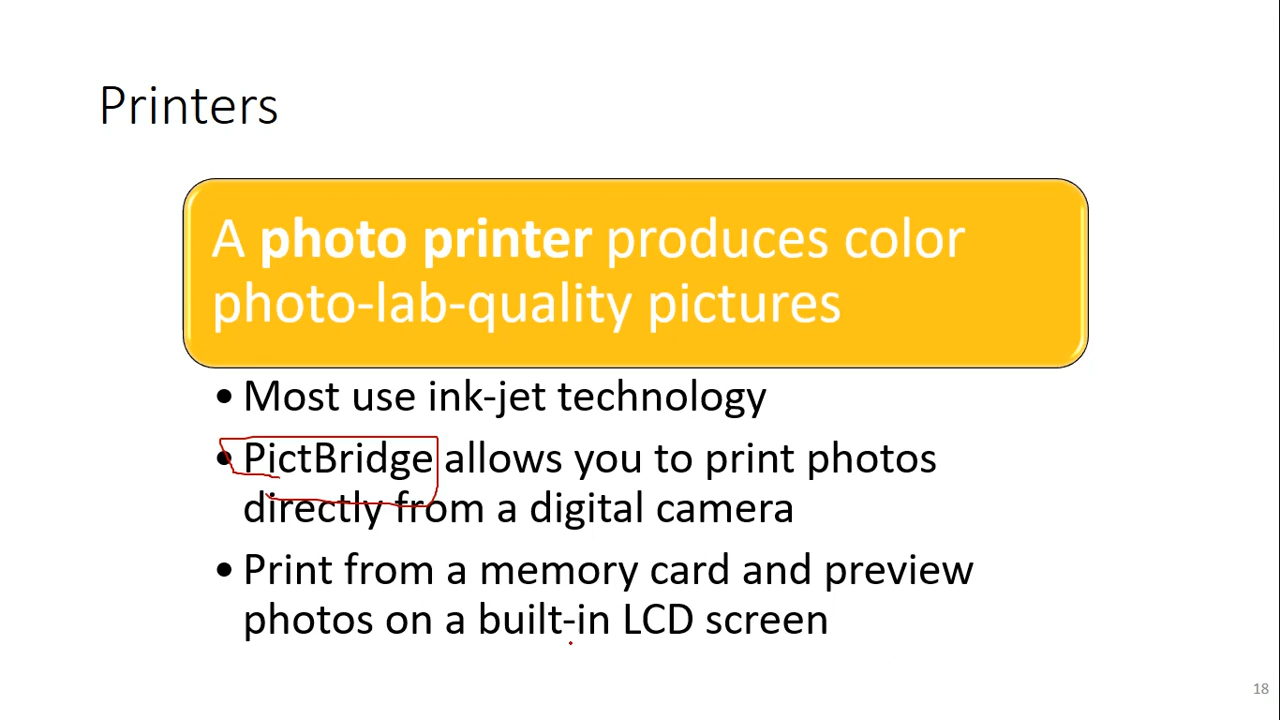 Printers
A photo printer produces color
photo-lab-quality pictures
• Most use ink-jet technology
• PictBridge allows you to print photos
directly from a digital camera
• Print from a memory card and preview
photos on a built-in LCD screen
18